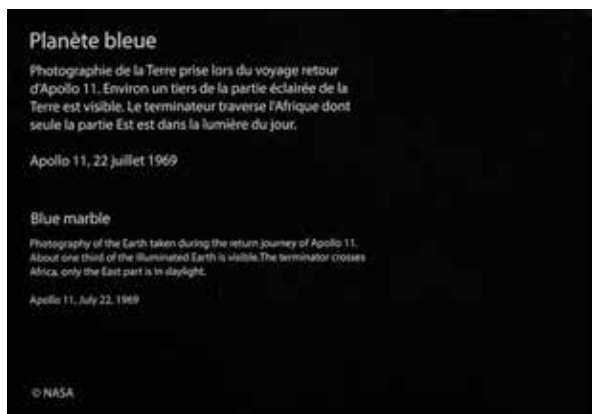 Planète bleue
Photographie de la Terre prise lors du voyage retour
d'Apollo 11. Environ un tiers de la partie éclairée de la
Terre est visible. Le terminateur traverse l'Afrique dont
seule la partie Est est dans la lumière du jour.
Apollo 11, 22 juillet 1969
Blue marble
Photography of the Earth taken during the return journey of Apollo 11.
About one third of the illuminated Earth is visible.The terminator crosses
Africa, only the East part is in daylight.
Apollo 11, July 22, 1969
© NASA